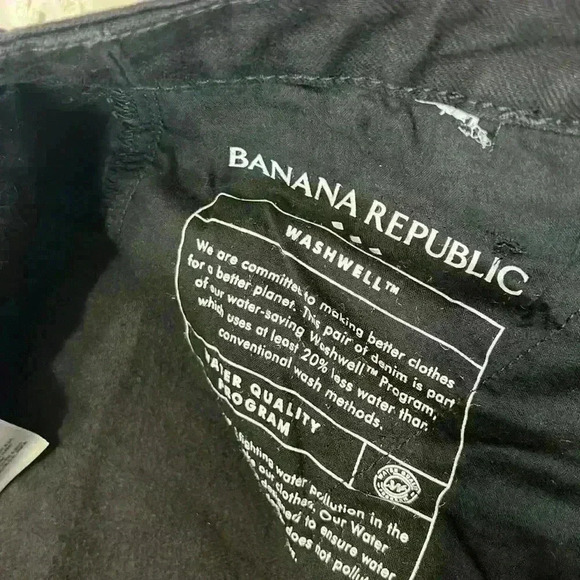 BANANA REPUBLIC
WASHWELL™
We are committed to making better clothes
for a better planet. This pair of denim is part
of our water-saving Washwell™ Program,
which uses at least 20% less water than
conventional wash methods.
WATER QUALITY
PROGRAM
fighting water pollution in the
our clothes. Our Water
to ensure water
does not